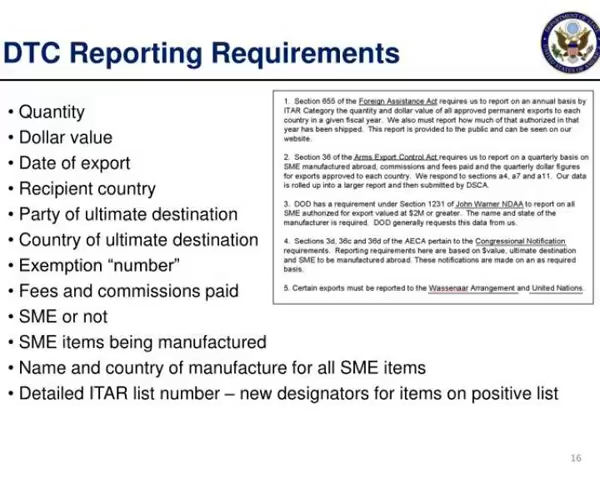 DTC Reporting Requirements
• Quantity
• Dollar value
• Date of export
• Recipient country
• Party of ultimate destination
• Country of ultimate destination
• Exemption “number”
• Fees and commissions paid
• SME or not
• SME items being manufactured
• Name and country of manufacture for all SME items
• Detailed ITAR list number – new designators for items on positive list
1. Section 655 of the Foreign Assistance Act requires us to report on an annual basis by
ITAR Category the quantity and dollar value of all approved permanent exports to each
country in a given fiscal year. We also must report how much of that authorized in that
year has been shipped. This report is provided to the public and can be seen on our
website.
2. Section 36 of the Arms Export Control Act requires us to report on a quarterly basis on
SME manufactured abroad, commissions and fees paid and the quarterly dollar figures
for exports approved to each country. We respond to sections a4, a7 and a11. Our data
is rolled up into a larger report and then submitted by DSCA.
3. DOD has a requirement under Section 1231 of John Warner NDAA to report on all
SME authorized for export valued at $2M or greater. The name and state of the
manufacturer is required. DOD generally requests this data from us.
4. Sections 3d, 36c and 36d of the AECA pertain to the Congressional Notification
requirements. Reporting requirements here are based on $value, ultimate destination
and SME to be manufactured abroad. These notifications are made on an as required
basis.
5. Certain exports must be reported to the Wassenaar Arrangement and United Nations.
16